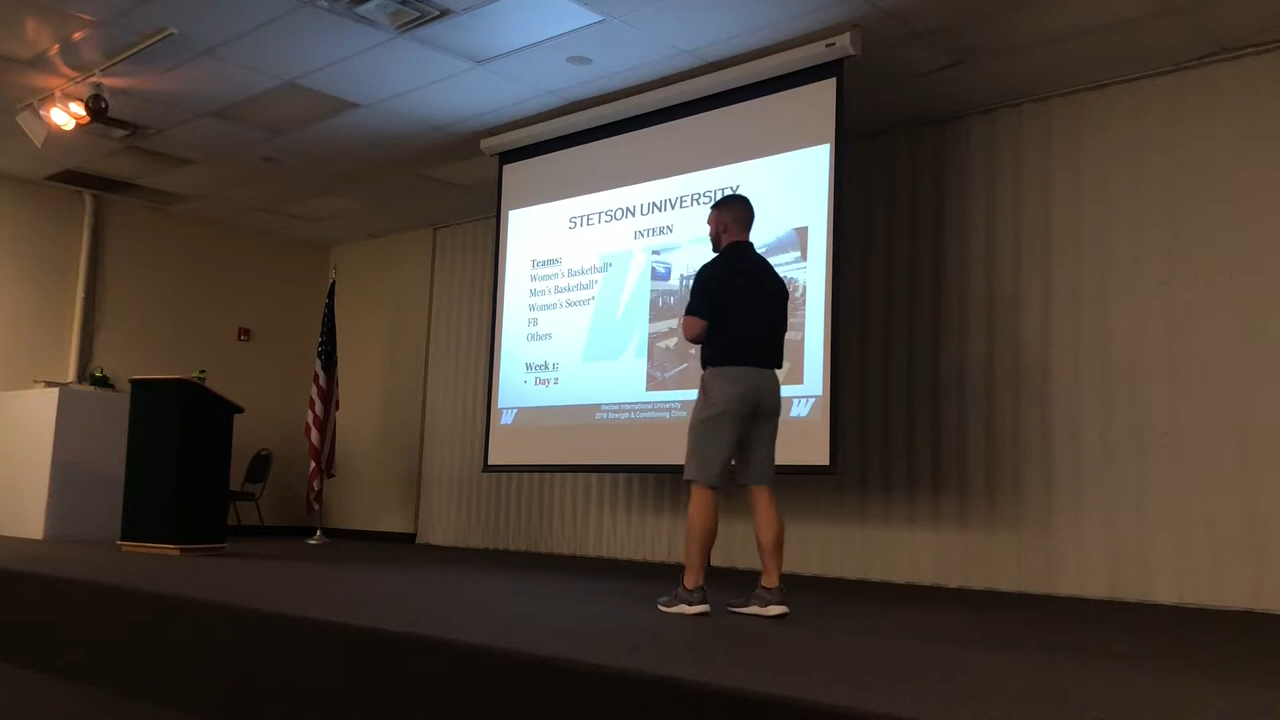 STETSON UNIVERSITY
INTERN
Teams:
Women's Basketball*
Men's Basketball*
Women's Soccer*
FB
Others
Week 1:
• Day 2
Webber International University
2019 Strength & Conditioning Clinic
W
W